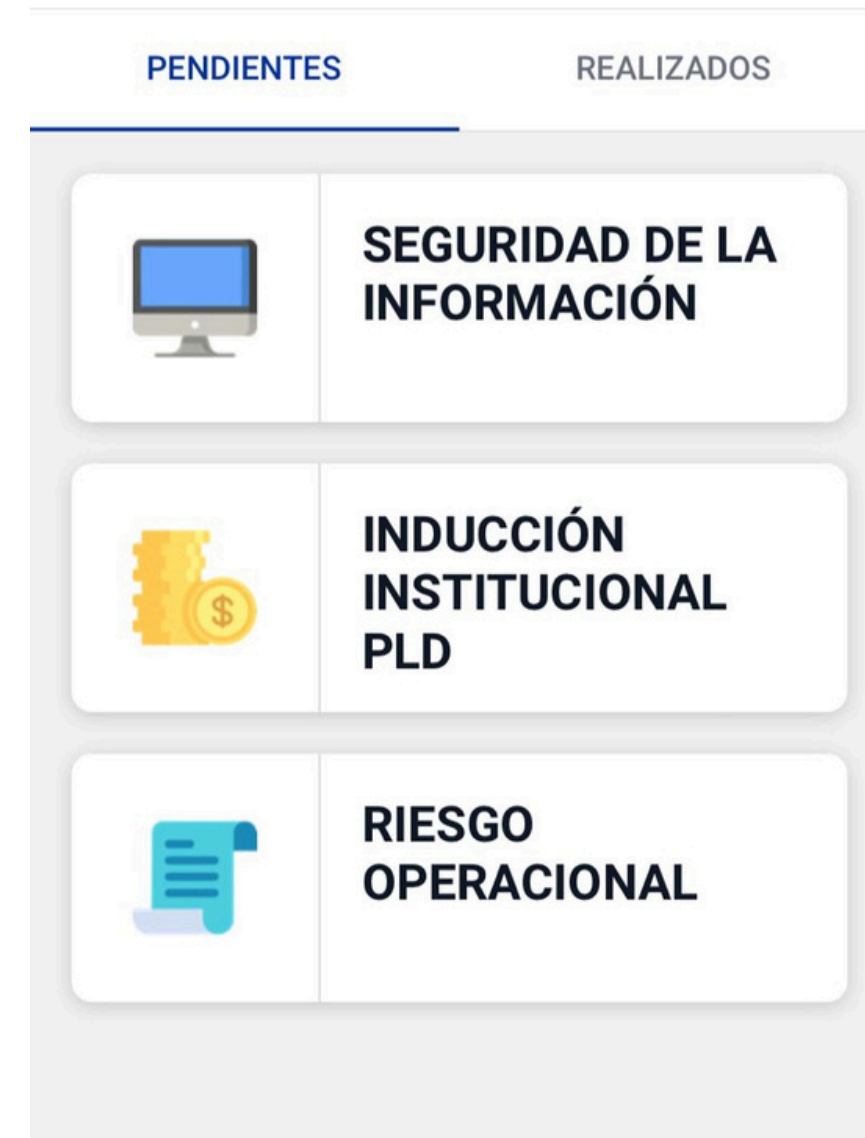 PENDIENTES
REALIZADOS
SEGURIDAD DE LA
INFORMACIÓN
$
INDUCCIÓN
INSTITUCIONAL
PLD
RIESGO
OPERACIONAL